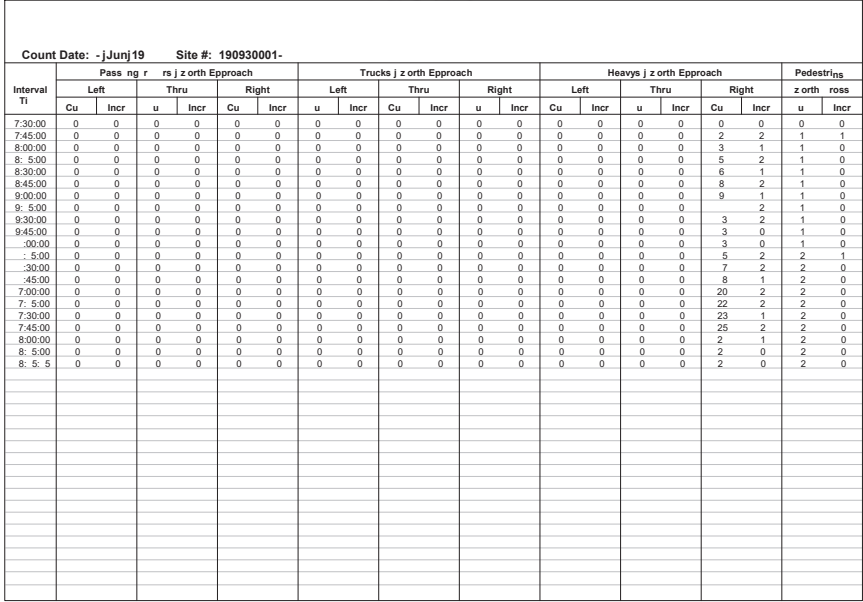 Count Date: - jJunj19 Site #: 190930001-
Pass ng r rs j z orth Epproach Trucks j z orth Epproach Heavys j z orth Epproach Pedestrins
Interval Left Thru Right Left Thru Right Left Thru Right z orth ross
Ti Cu Incr u Incr Cu Incr u Incr Cu Incr u Incr Cu Incr u Incr Cu Incr u Incr
7:30:00 0 0 0 0 0 0 0 0 0 0 0 0 0 0 0 0 0 0 0 0
7:45:00 0 0 0 0 0 0 0 0 0 0 0 0 0 0 0 0 2 2 1 1
8:00:00 0 0 0 0 0 0 0 0 0 0 0 0 0 0 0 0 3 1 1 0
8: 5:00 0 0 0 0 0 0 0 0 0 0 0 0 0 0 0 0 5 2 1 0
8:30:00 0 0 0 0 0 0 0 0 0 0 0 0 0 0 0 0 6 1 1 0
8:45:00 0 0 0 0 0 0 0 0 0 0 0 0 0 0 0 0 8 2 1 0
9:00:00 0 0 0 0 0 0 0 0 0 0 0 0 0 0 0 0 9 1 1 0
9: 5:00 0 0 0 0 0 0 0 0 0 0 0 0 0 0 0 0 2 1 0
9:30:00 0 0 0 0 0 0 0 0 0 0 0 0 0 0 0 0 3 2 1 0
9:45:00 0 0 0 0 0 0 0 0 0 0 0 0 0 0 0 0 3 0 1 0
:00:00 0 0 0 0 0 0 0 0 0 0 0 0 0 0 0 0 3 0 1 0
: 5:00 0 0 0 0 0 0 0 0 0 0 0 0 0 0 0 0 5 2 2 1
:30:00 0 0 0 0 0 0 0 0 0 0 0 0 0 0 0 0 7 2 2 0
:45:00 0 0 0 0 0 0 0 0 0 0 0 0 0 0 0 0 8 1 2 0
7:00:00 0 0 0 0 0 0 0 0 0 0 0 0 0 0 0 0 20 2 2 0
7: 5:00 0 0 0 0 0 0 0 0 0 0 0 0 0 0 0 0 22 2 2 0
7:30:00 0 0 0 0 0 0 0 0 0 0 0 0 0 0 0 0 23 1 2 0
7:45:00 0 0 0 0 0 0 0 0 0 0 0 0 0 0 0 0 25 2 2 0
8:00:00 0 0 0 0 0 0 0 0 0 0 0 0 0 0 0 0 2 1 2 0
8: 5:00 0 0 0 0 0 0 0 0 0 0 0 0 0 0 0 0 2 0 2 0
8: 5: 5 0 0 0 0 0 0 0 0 0 0 0 0 0 0 0 0 2 0 2 0